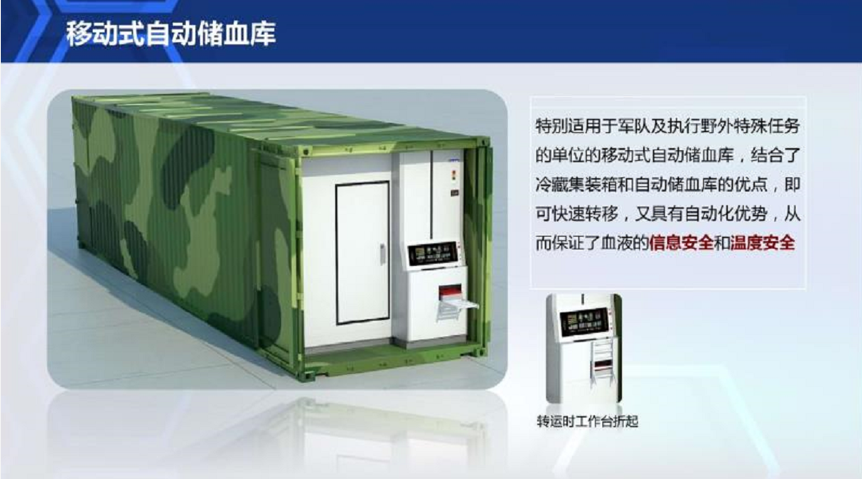 移动式自动储血库
特别适用于军队及执行野外特殊任务
的单位的移动式自动储血库，结合了
冷藏集装箱和自动储血库的优点，即
可快速转移，又具有自动化优势，从
而保证了血液的信息安全和温度安全
转运时工作台折起